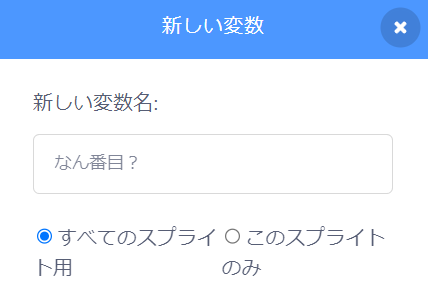 新しい変数
新しい変数名:
なん番目？
すべてのスプライ
ト用
このスプライト
のみ